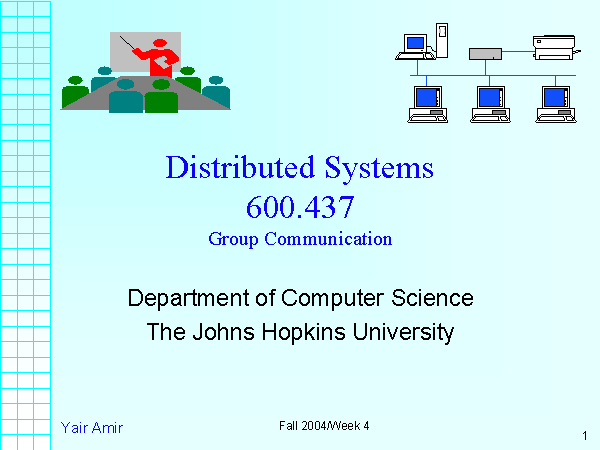 Distributed Systems
600.437
Group Communication
Department of Computer Science
The Johns Hopkins University
Yair Amir
Fall 2004/Week 4
1